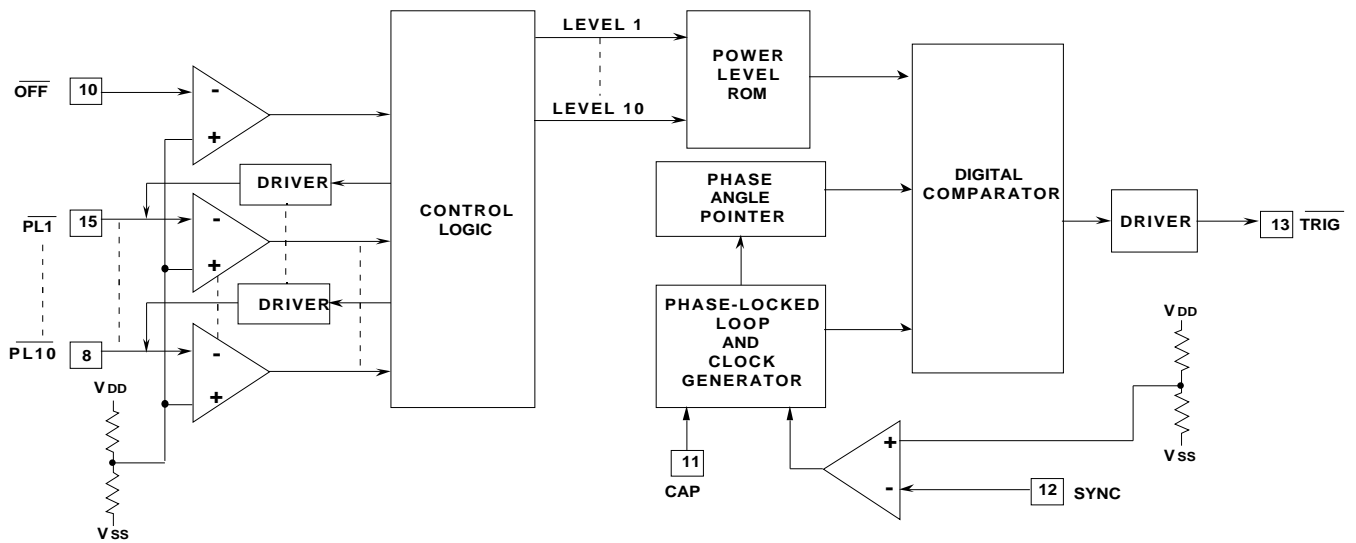 OFF
10
-
+
PL1
15
-
+
PL10
8
-
+
VDD
VSS
DRIVER
DRIVER
CONTROL
LOGIC
LEVEL 1
LEVEL 10
POWER
LEVEL
ROM
PHASE
ANGLE
POINTER
PHASE-LOCKED
LOOP
AND
CLOCK
GENERATOR
11
CAP
DIGITAL
COMPARATOR
DRIVER
13 TRIG
VDD
VSS
+
-
12 SYNC